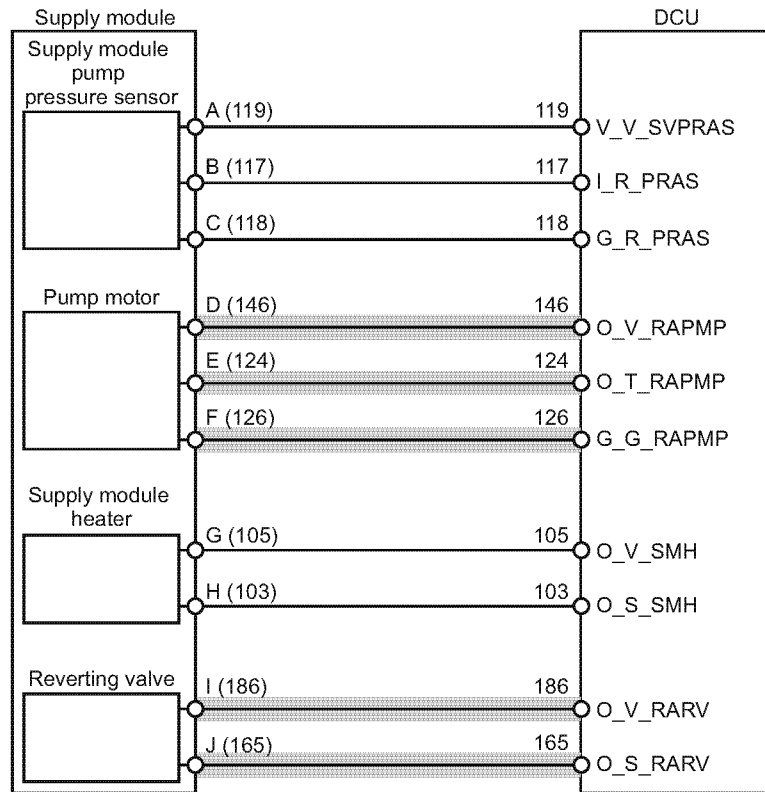 Supply module
DCU
Supply module
pump
pressure sensor
A (119) 119 V_V_SVPRAS
B (117) 117 I_R_PRAS
C (118) 118 G_R_PRAS
Pump motor
D (146) 146 O_V_RAPMP
E (124) 124 O_T_RAPMP
F (126) 126 G_G_RAPMP
Supply module
heater
G (105) 105 O_V_SMH
H (103) 103 O_S_SMH
Reverting valve
I (186) 186 O_V_RARV
J (165) 165 O_S_RARV